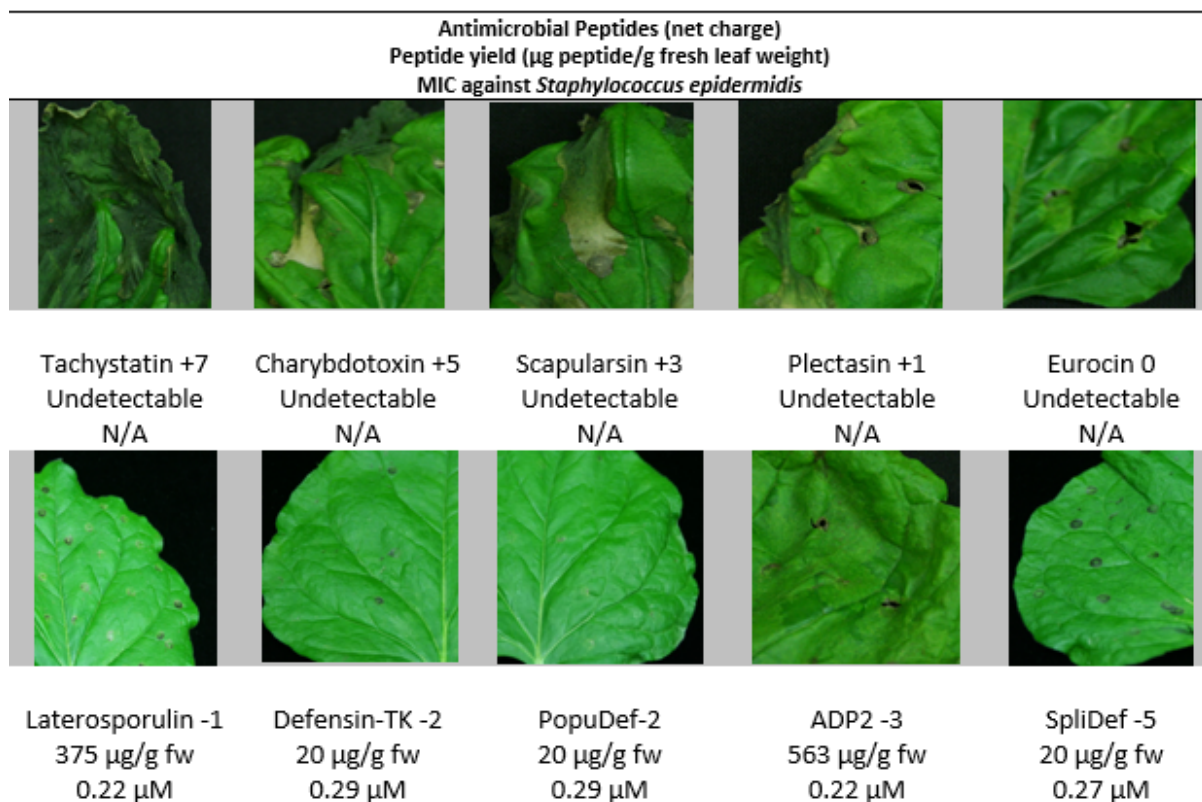 Antimicrobial Peptides (net charge)
Peptide yield (µg peptide/g fresh leaf weight)
MIC against Staphylococcus epidermidis
Tachystatin +7 Charybdotoxin +5 Scapularsin +3 Plectasin +1 Eurocin 0
Undetectable Undetectable Undetectable Undetectable Undetectable
N/A N/A N/A N/A N/A
Laterosporulin -1 Defensin-TK -2 PopuDef-2 ADP2 -3 SpliDef -5
375 µg/g fw 20 µg/g fw 20 µg/g fw 563 µg/g fw 20 µg/g fw
0.22 µM 0.29 µM 0.29 µM 0.22 µM 0.27 µM